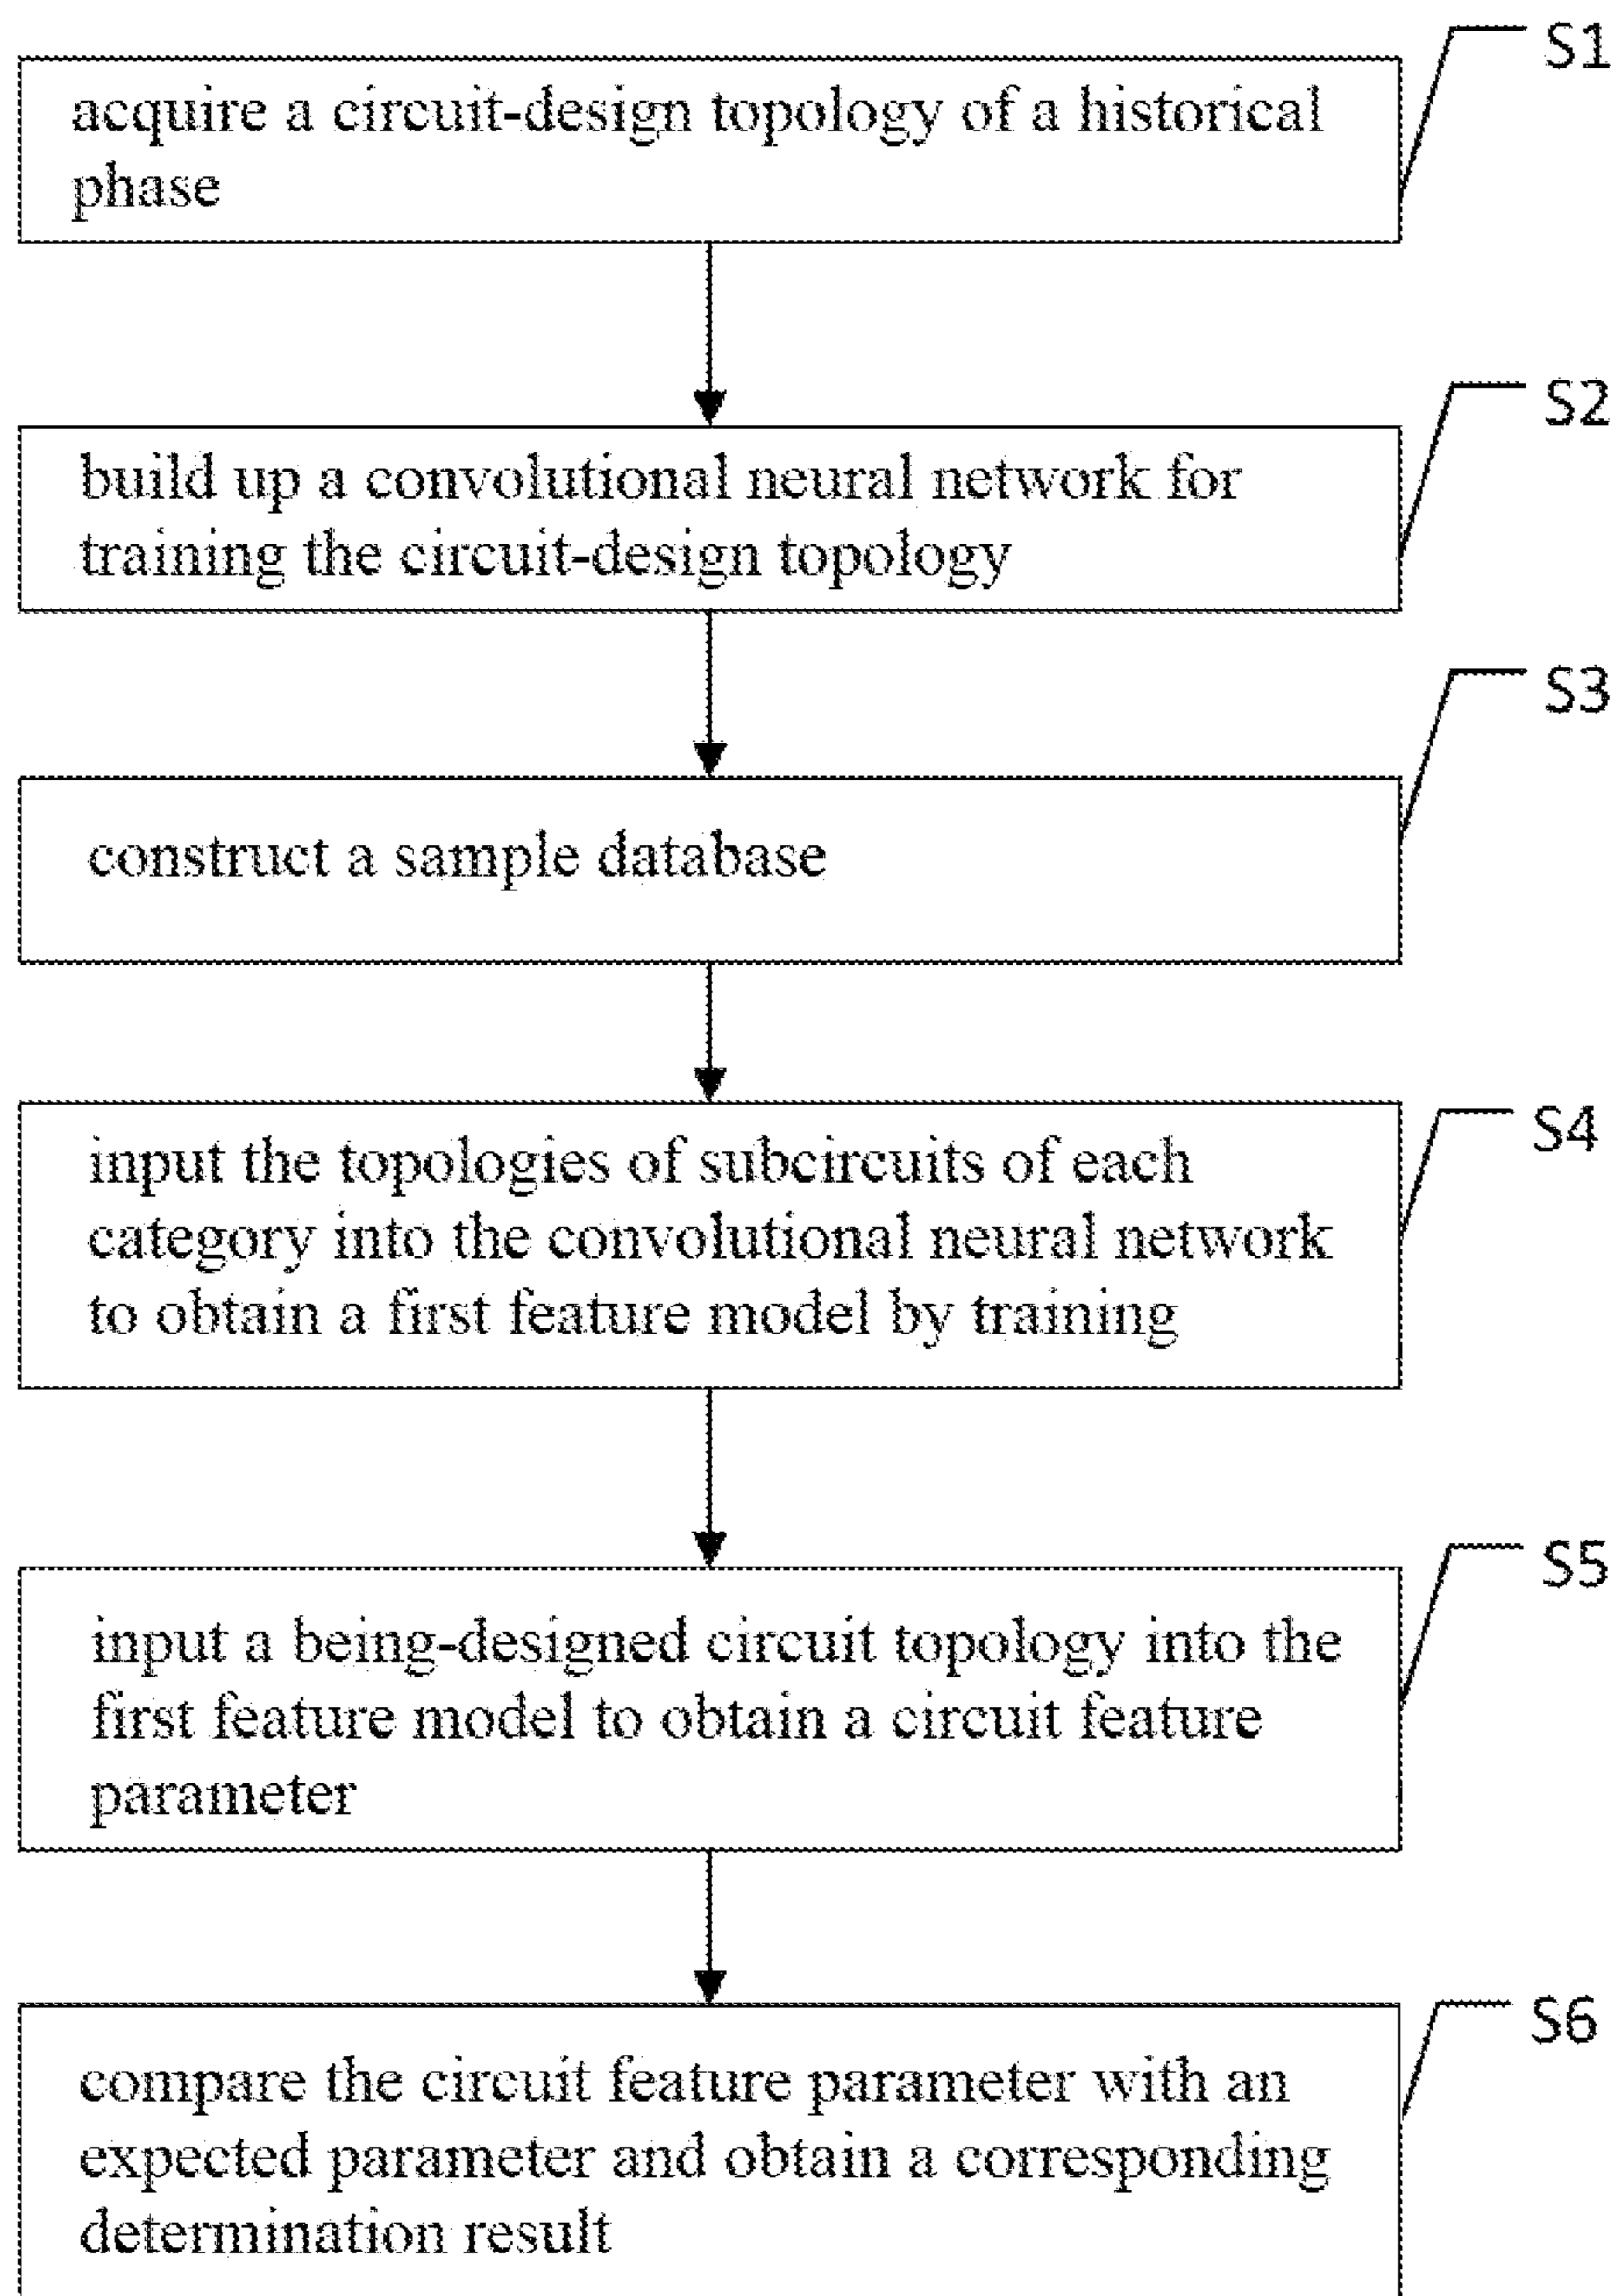 S1
acquire a circuit-design topology of a historical
phase
S2
build up a convolutional neural network for
training the circuit-design topology
S3
construct a sample database
S4
input the topologies of subcircuits of each
category into the convolutional neural network
to obtain a first feature model by training
S5
input a being-designed circuit topology into the
first feature model to obtain a circuit feature
parameter
S6
compare the circuit feature parameter with an
expected parameter and obtain a corresponding
determination result